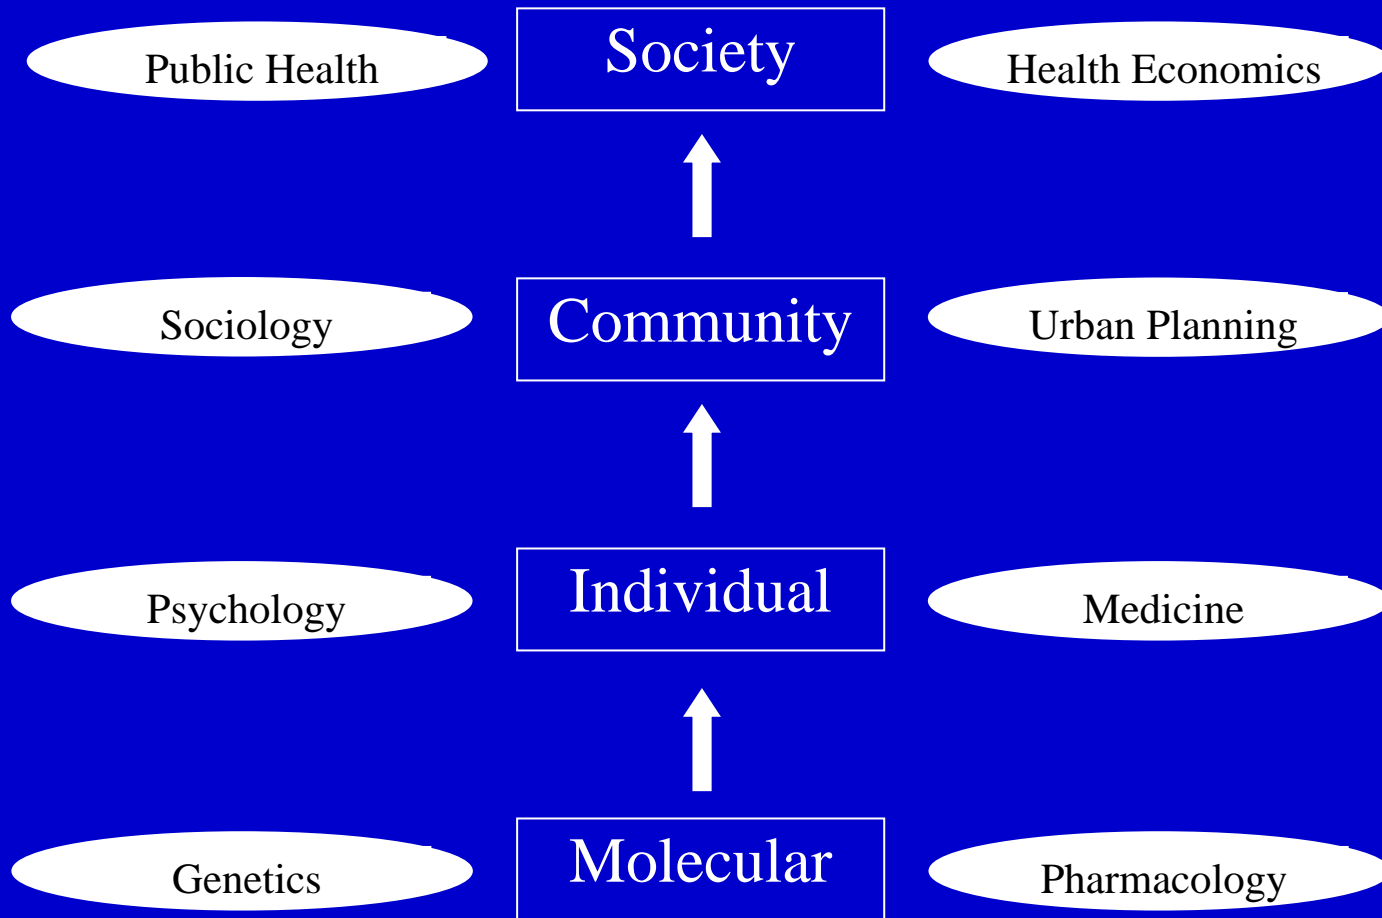 Public Health
Society
Health Economics
Sociology
Community
Urban Planning
Psychology
Individual
Medicine
Genetics
Molecular
Pharmacology